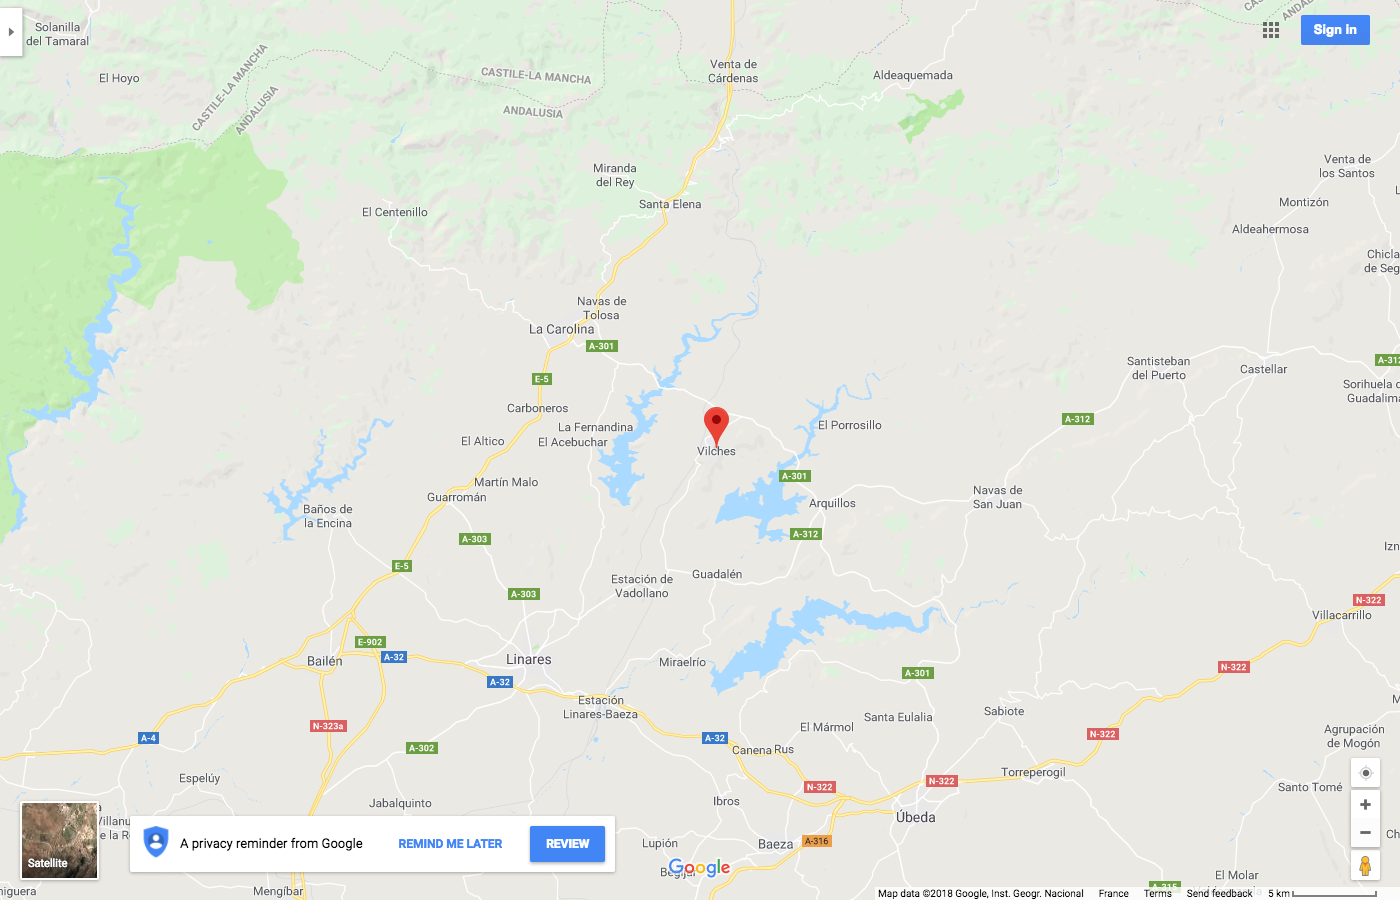 Solanilla
del Tamaral
El Hoyo
CASTILE-LA MANCHA
ANDALUSIA
CASTILE-LA MANCHA
ANDALUSIA
Venta de
Cárdenas
Aldeaquemada
Sign in
Miranda
del Rey
Santa Elena
El Centenillo
Venta de
los Santos
Montizón
Aldeahermosa
Chicla
de Seg
Navas de
Tolosa
La Carolina
A-301
E-5
Carboneros
La Fernandina
El Altico
El Acebuchar
Vilches
El Porrosillo
Santisteban
del Puerto
Castellar
A-312
Sorihuela d
Guadalim
A-312
A-301
Martín Malo
Guarromán
Arquillos
Navas de
San Juan
Baños de
la Encina
A-303
A-312
E-5
Guadalén
Estación de
Vadollano
A-303
Izn
N-322
Villacarrillo
E-902
A-32
Bailén
Linares
A-32
Miraelrío
A-301
N-322
Estación
Linares-Baeza
El Mármol
Santa Eulalia
Sabiote
N-323a
A-4
A-302
A-32
Canena
Rus
N-322
Agrupación
de Mogón
Espelúy
N-322
N-322
Torreperogil
Santo Tomé
Jabalquinto
Ibros
Úbeda
Villanu
e la R
Satellite
A privacy reminder from Google
REMIND ME LATER
REVIEW
Lupión
Baeza
A-316
Google
El Molar
Mengíbar
Map data ©2018 Google, Inst. Geogr. Nacional
France
Terms
Send feedback
5 km